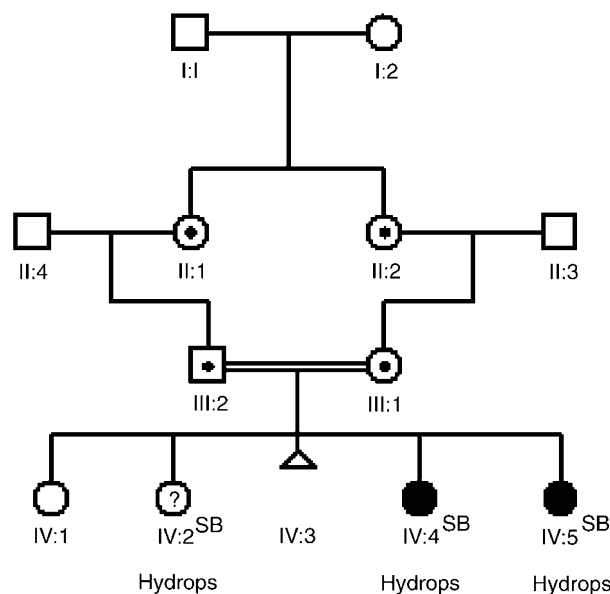 I:I I:2
II:4 II:1 II:2 II:3
III:2 III:1
?
IV:1 IV:2 SB IV:3 IV:4 SB IV:5 SB
Hydrops Hydrops Hydrops